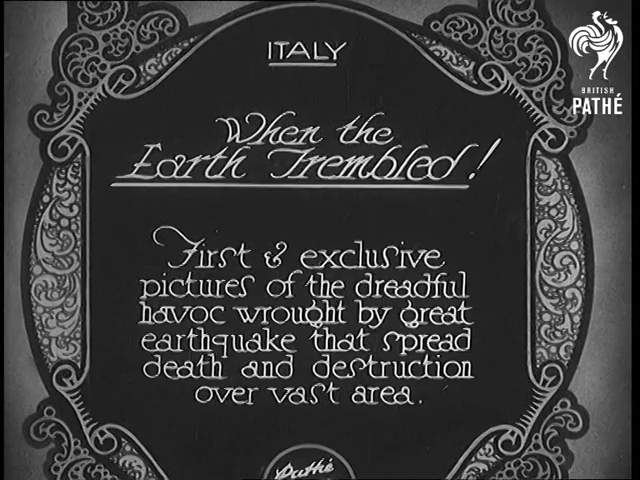 ITALY
BRITISH
PATHÉ
When the
Earth Trembled!
First & exclusive
pictures of the dreadful
havoc wrought by great
earthquake that spread
death and destruction
over vast area.
Pathé